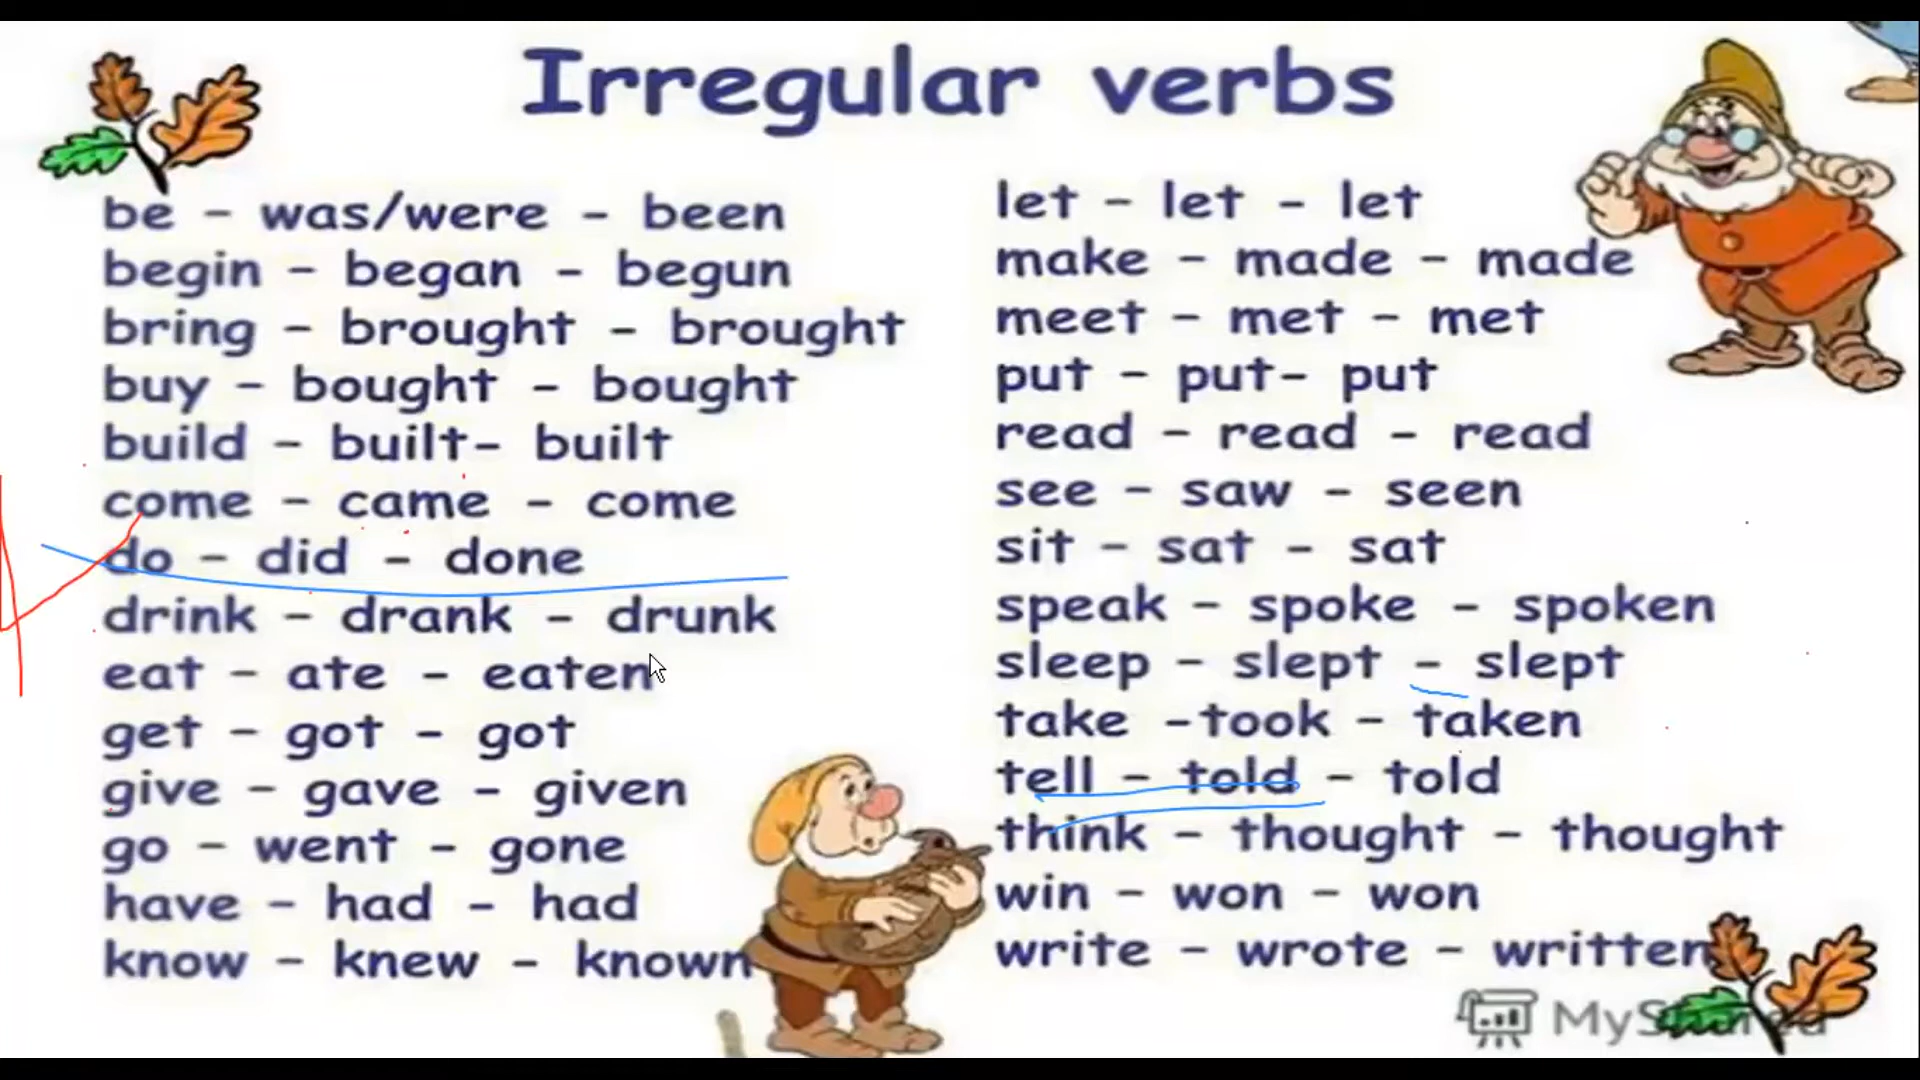 Irregular verbs
be – was/were – been
begin – began – begun
bring – brought – brought
buy – bought – bought
build – built– built
come – came – come
do – did – done
drink – drank – drunk
eat – ate – eaten
get – got – got
give – gave – given
go – went – gone
have – had – had
know – knew – known
let – let – let
make – made – made
meet – met – met
put – put– put
read – read – read
see – saw – seen
sit – sat – sat
speak – spoke – spoken
sleep – slept – slept
take –took – taken
tell – told – told
think – thought – thought
win – won – won
write – wrote – written
MyShared